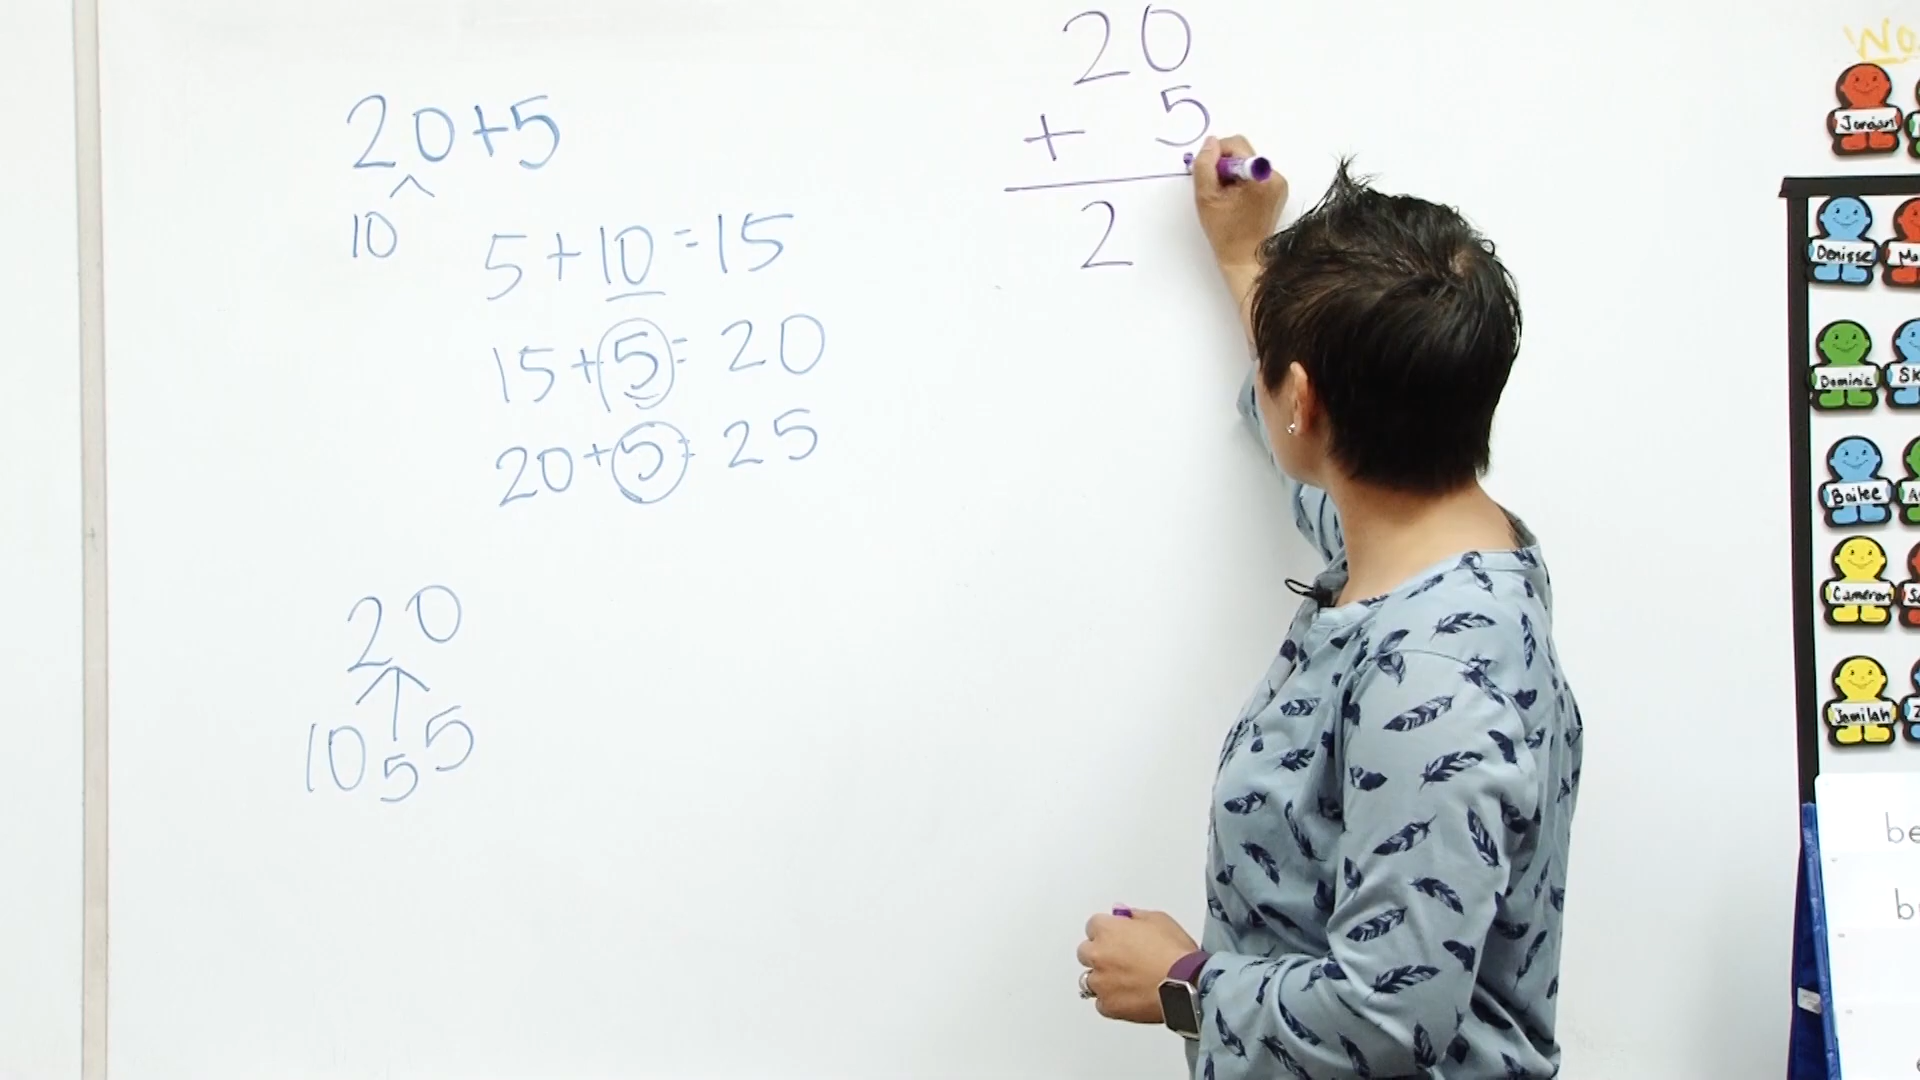 20+5
10
5+10=15
15+5=20
20+5=25
20
10 5 5
20
+ 5
2
Jordan
Denisse
Dominic
Bailee
Cameron
Jamilah